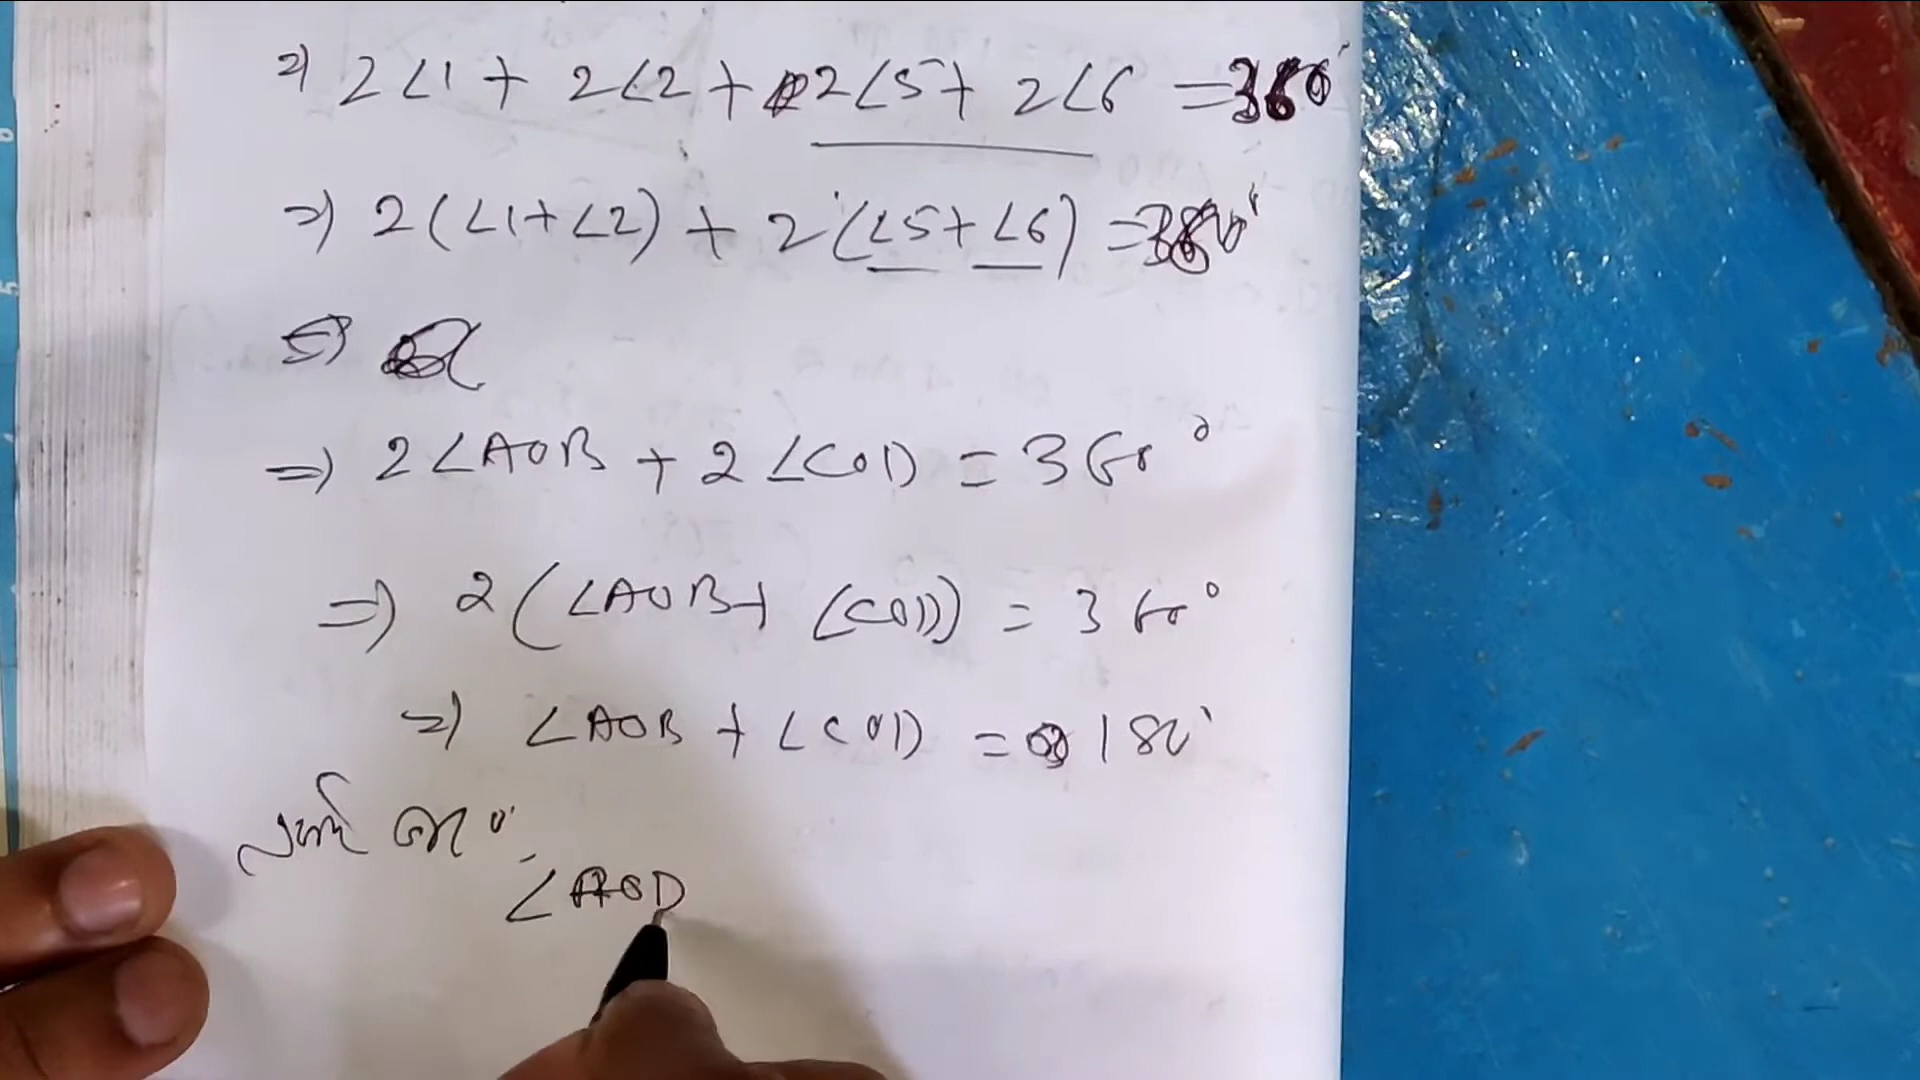 ⇒ 2∠1 + 2∠2 + 2∠5 + 2∠6 = 360°
⇒ 2(∠1+∠2) + 2(∠5+∠6) = 360°
⇒
⇒ 2∠AOB + 2∠COD = 360°
⇒ 2(∠AOB + ∠COD) = 360°
⇒ ∠AOB + ∠COD = 180°
∠AOD